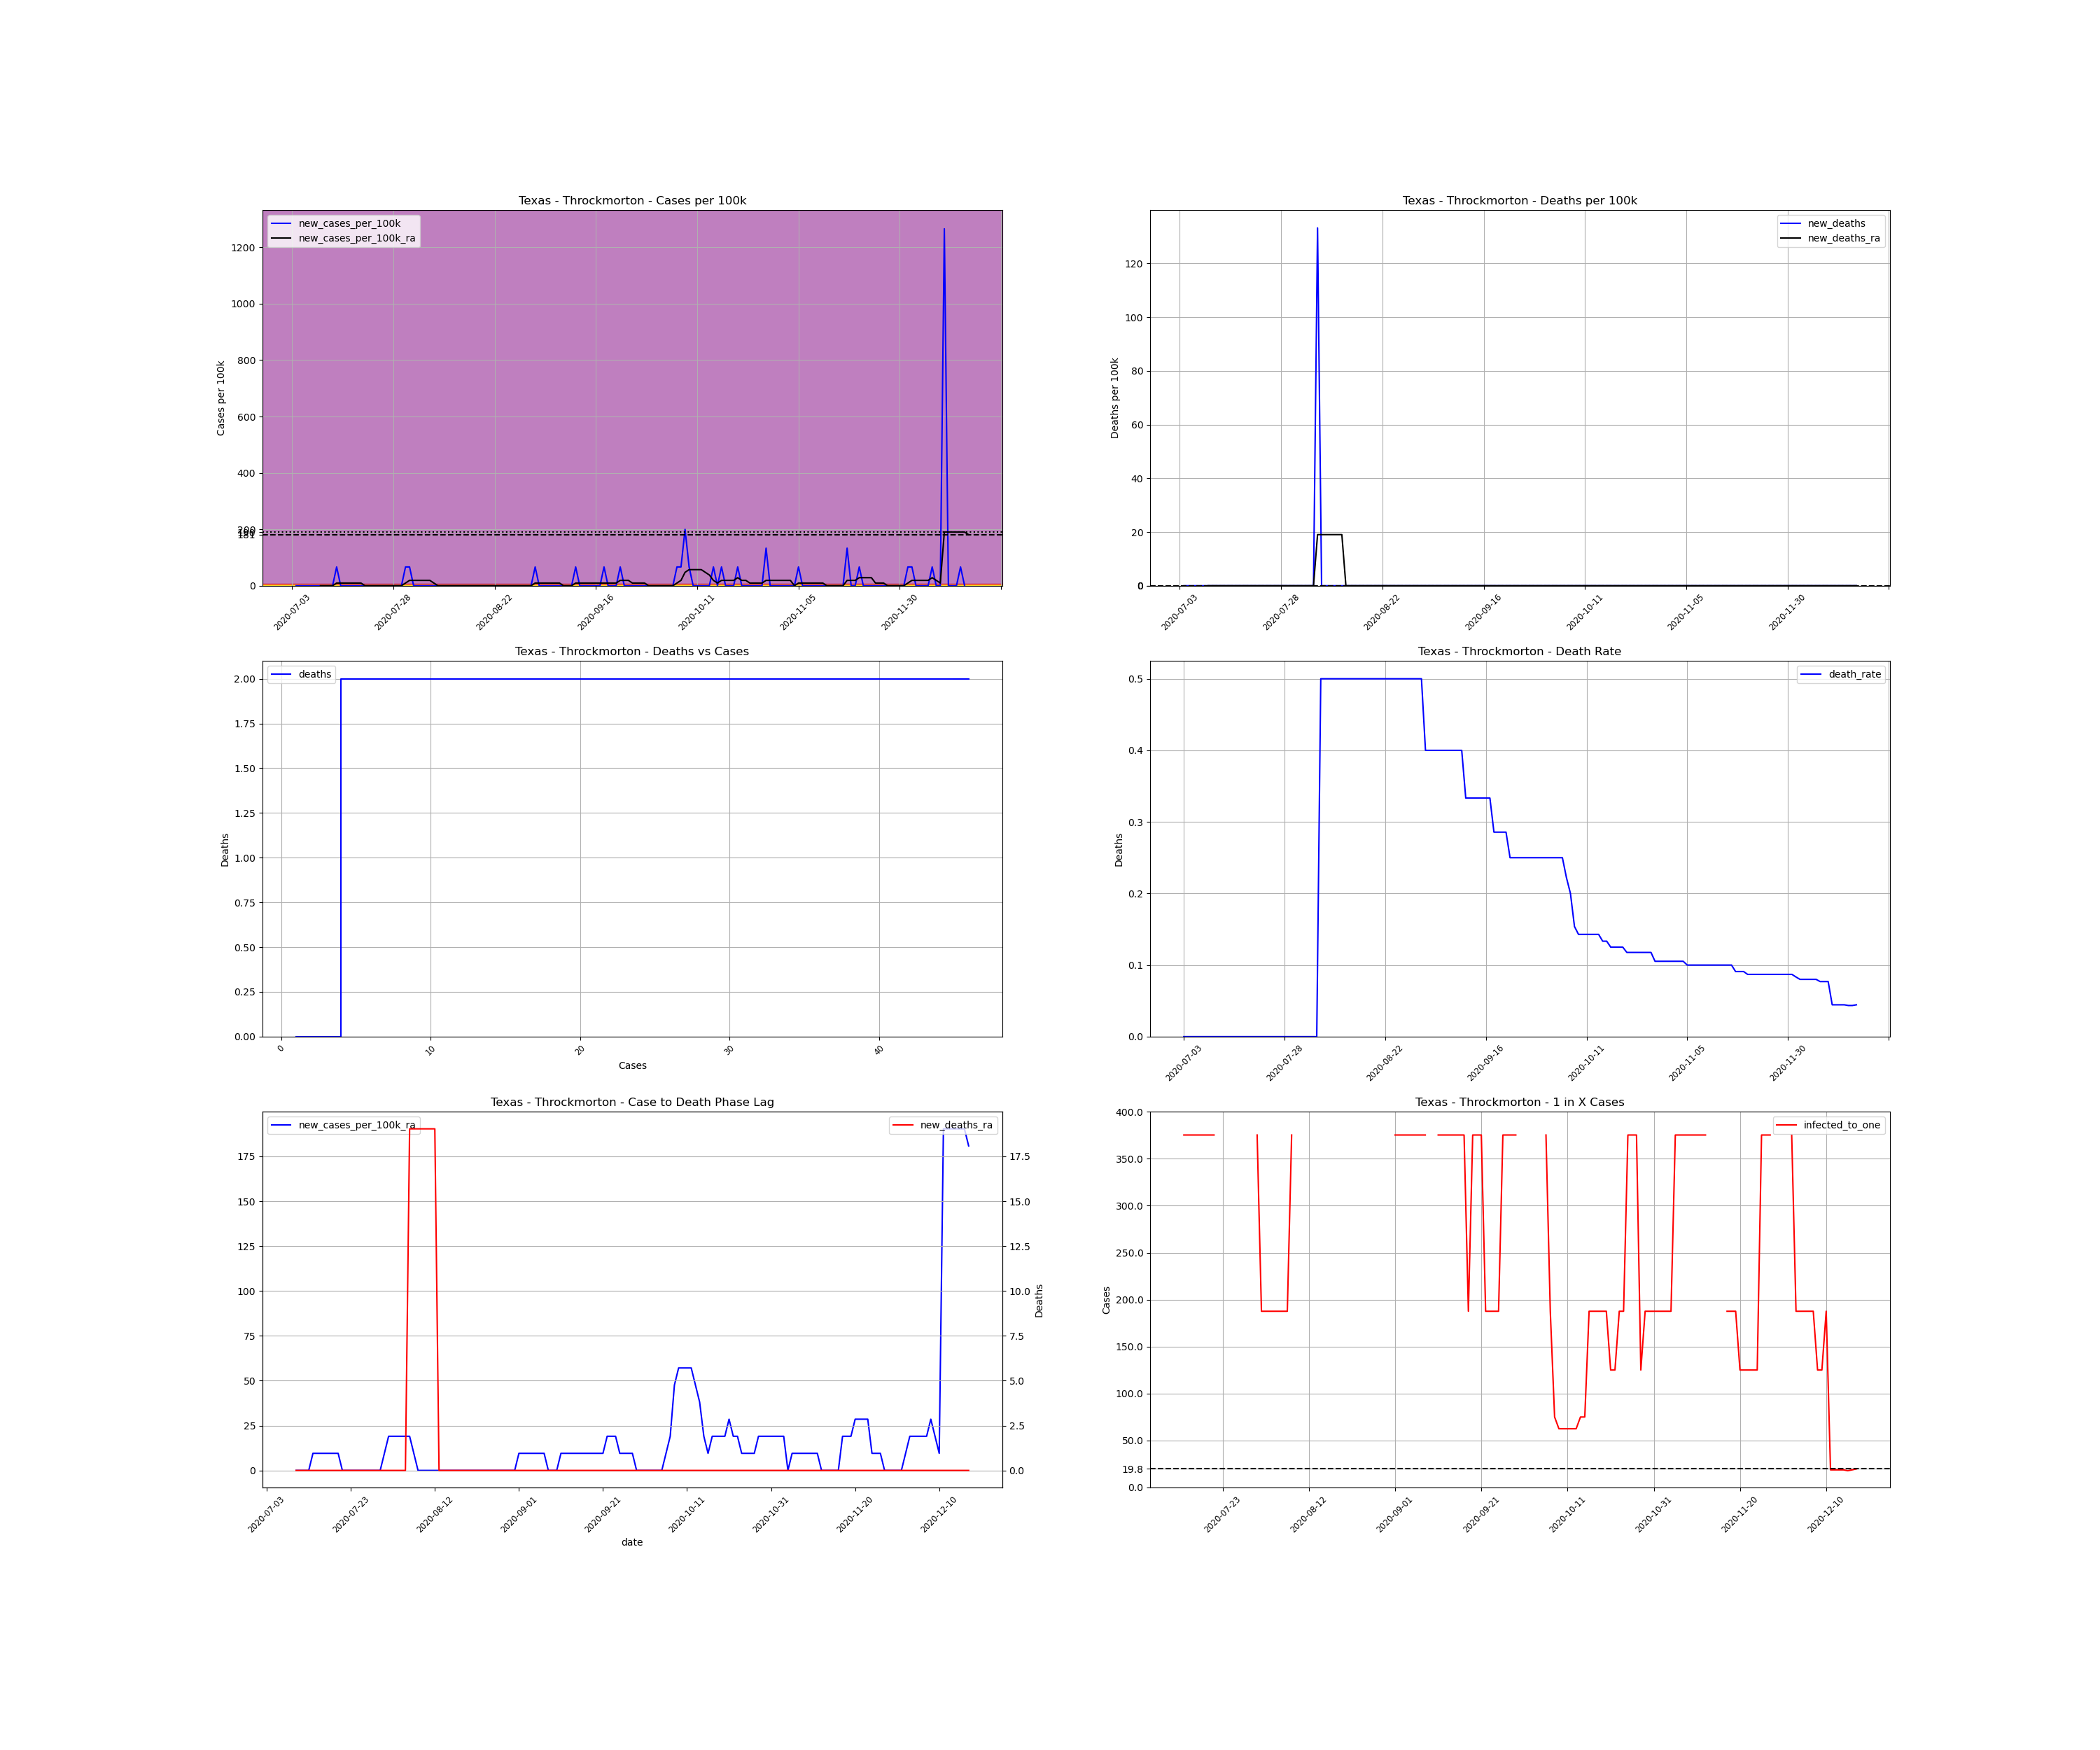 Texas - Throckmorton - Cases per 100k
new_cases_per_100k
new_cases_per_100k_ra
Cases per 100k
1200
1000
800
600
400
200
181
0
2020-07-03 2020-07-28 2020-08-22 2020-09-16 2020-10-11 2020-11-05 2020-11-30
Texas - Throckmorton - Deaths per 100k
new_deaths
new_deaths_ra
Deaths per 100k
120
100
80
60
40
20
0
2020-07-03 2020-07-28 2020-08-22 2020-09-16 2020-10-11 2020-11-05 2020-11-30
Texas - Throckmorton - Deaths vs Cases
deaths
Deaths
2.00
1.75
1.50
1.25
1.00
0.75
0.50
0.25
0.00
0 10 20 30 40
Cases
Texas - Throckmorton - Death Rate
death_rate
Deaths
0.5
0.4
0.3
0.2
0.1
0.0
2020-07-03 2020-07-28 2020-08-22 2020-09-16 2020-10-11 2020-11-05 2020-11-30
Texas - Throckmorton - Case to Death Phase Lag
new_cases_per_100k_ra
new_deaths_ra
175
150
125
100
75
50
25
0
17.5
15.0
12.5
10.0
7.5
5.0
2.5
0.0
Deaths
2020-07-03 2020-07-23 2020-08-12 2020-09-01 2020-09-21 2020-10-11 2020-10-31 2020-11-20 2020-12-10
date
Texas - Throckmorton - 1 in X Cases
infected_to_one
Cases
400.0
350.0
300.0
250.0
200.0
150.0
100.0
50.0
19.8
0.0
2020-07-23 2020-08-12 2020-09-01 2020-09-21 2020-10-11 2020-10-31 2020-11-20 2020-12-10